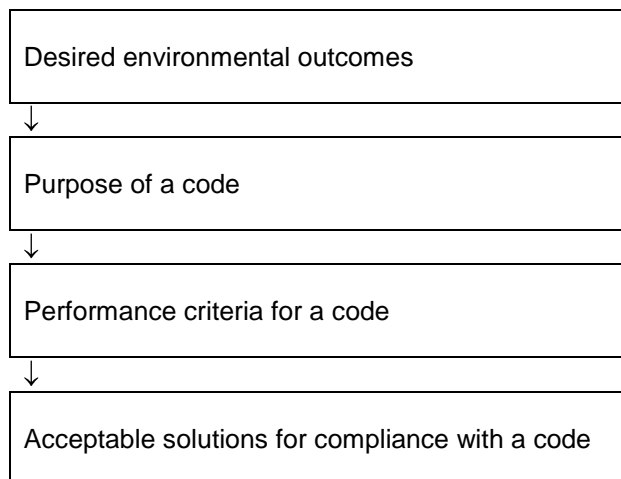 Desired environmental outcomes
↓
Purpose of a code
↓
Performance criteria for a code
↓
Acceptable solutions for compliance with a code